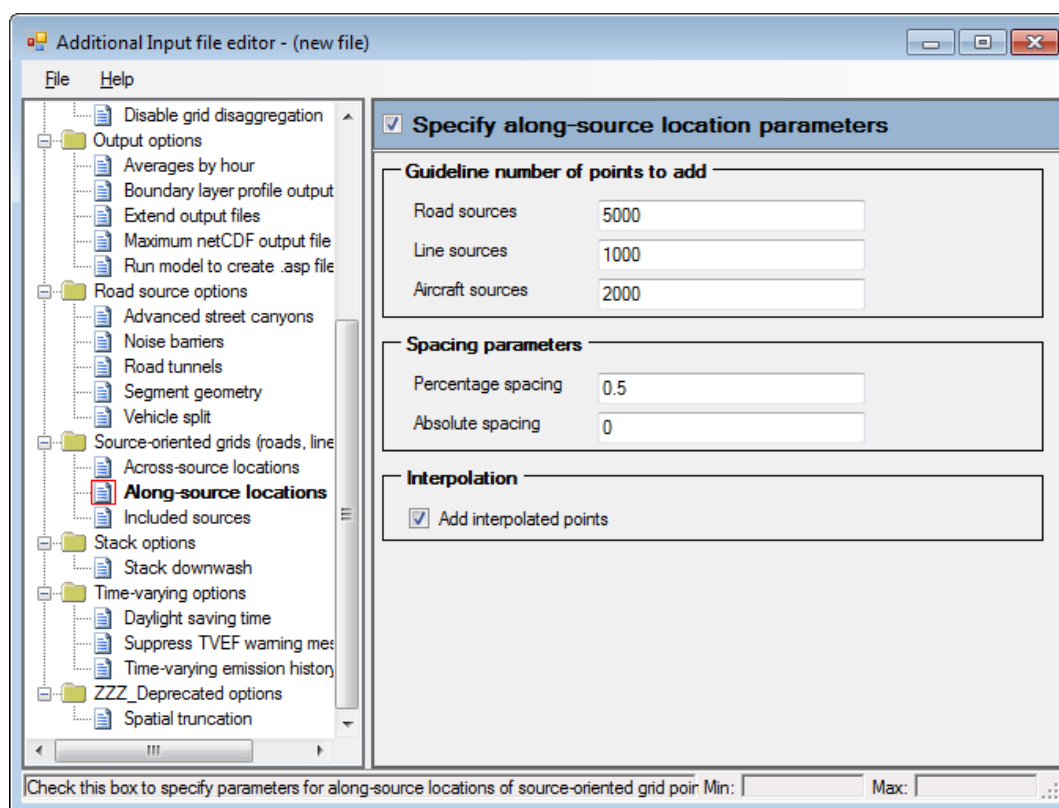 Additional Input file editor - (new file)
File Help
Disable grid disaggregation
Output options
Averages by hour
Boundary layer profile output
Extend output files
Maximum netCDF output file
Run model to create .asp file
Road source options
Advanced street canyons
Noise barriers
Road tunnels
Segment geometry
Vehicle split
Source-oriented grids (roads, line
Across-source locations
Along-source locations
Included sources
Stack options
Stack downwash
Time-varying options
Daylight saving time
Suppress TVEF warning mes
Time-varying emission history
ZZZ_Deprecated options
Spatial truncation
Specify along-source location parameters
Guideline number of points to add
Road sources 5000
Line sources 1000
Aircraft sources 2000
Spacing parameters
Percentage spacing 0.5
Absolute spacing 0
Interpolation
Add interpolated points
Check this box to specify parameters for along-source locations of source-oriented grid poir Min: Max: